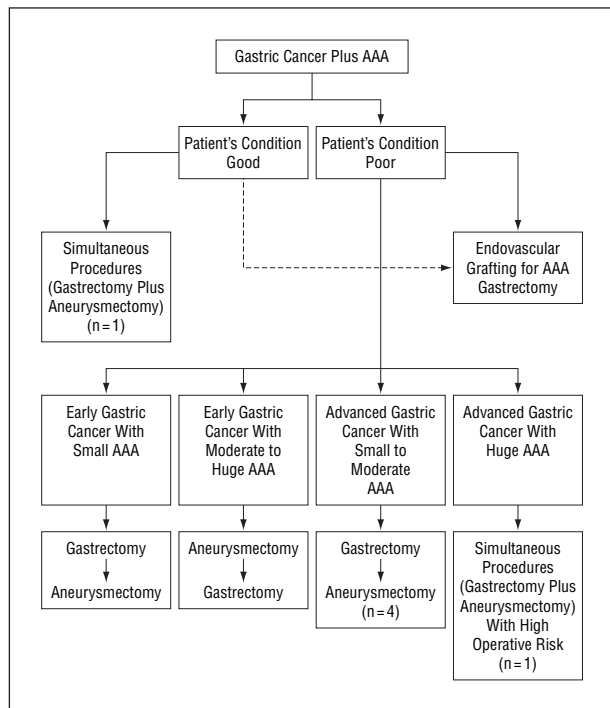 Gastric Cancer Plus AAA
Patient's Condition
Good
Patient's Condition
Poor
Simultaneous
Procedures
(Gastrectomy Plus
Aneurysmectomy)
(n = 1)
Endovascular
Grafting for AAA
Gastrectomy
Early Gastric
Cancer With
Small AAA
Early Gastric
Cancer With
Moderate to
Huge AAA
Advanced Gastric
Cancer With
Small to
Moderate
AAA
Advanced Gastric
Cancer With
Huge AAA
Gastrectomy
Aneurysmectomy
Aneurysmectomy
Gastrectomy
Gastrectomy
Aneurysmectomy
(n = 4)
Simultaneous
Procedures
(Gastrectomy Plus
Aneurysmectomy)
With High
Operative Risk
(n = 1)